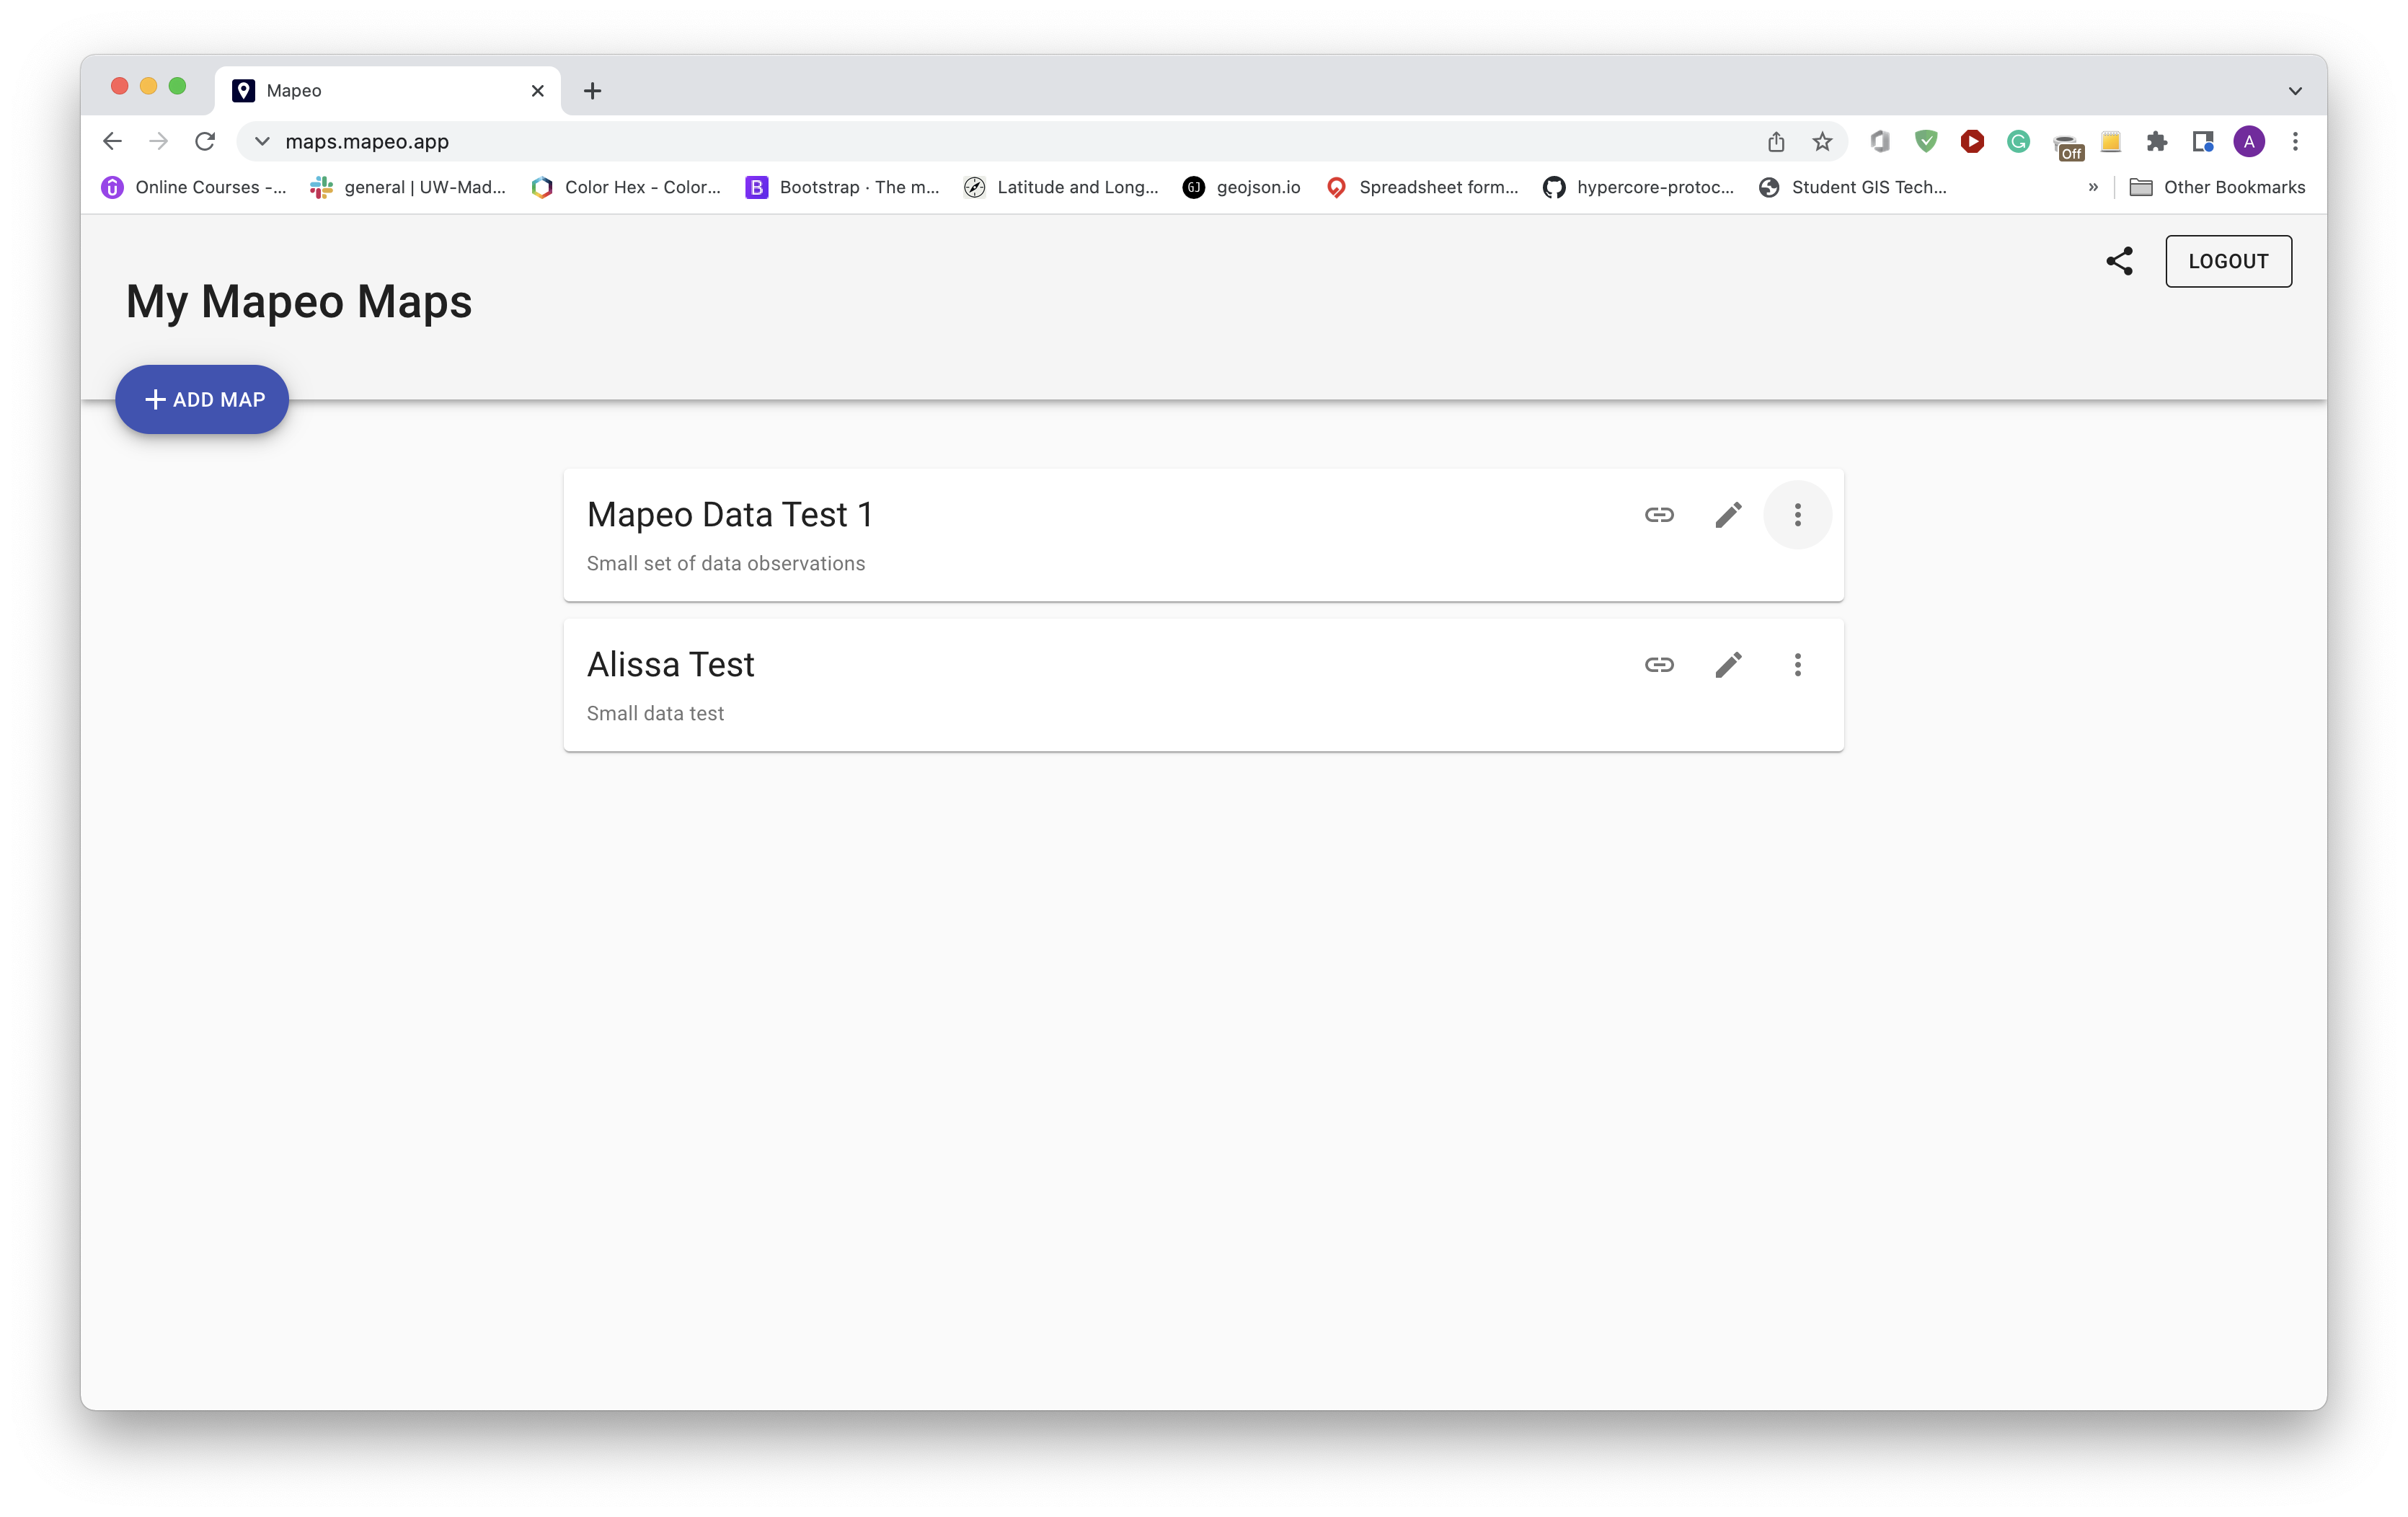 Mapeo
maps.mapeo.app
Off
A
Online Courses -...
general | UW-Mad...
Color Hex - Color...
B
Bootstrap · The m...
Latitude and Long...
GJ
geojson.io
Spreadsheet form...
hypercore-protoc...
Student GIS Tech...
»
Other Bookmarks
LOGOUT
My Mapeo Maps
ADD MAP
Mapeo Data Test 1
Small set of data observations
Alissa Test
Small data test